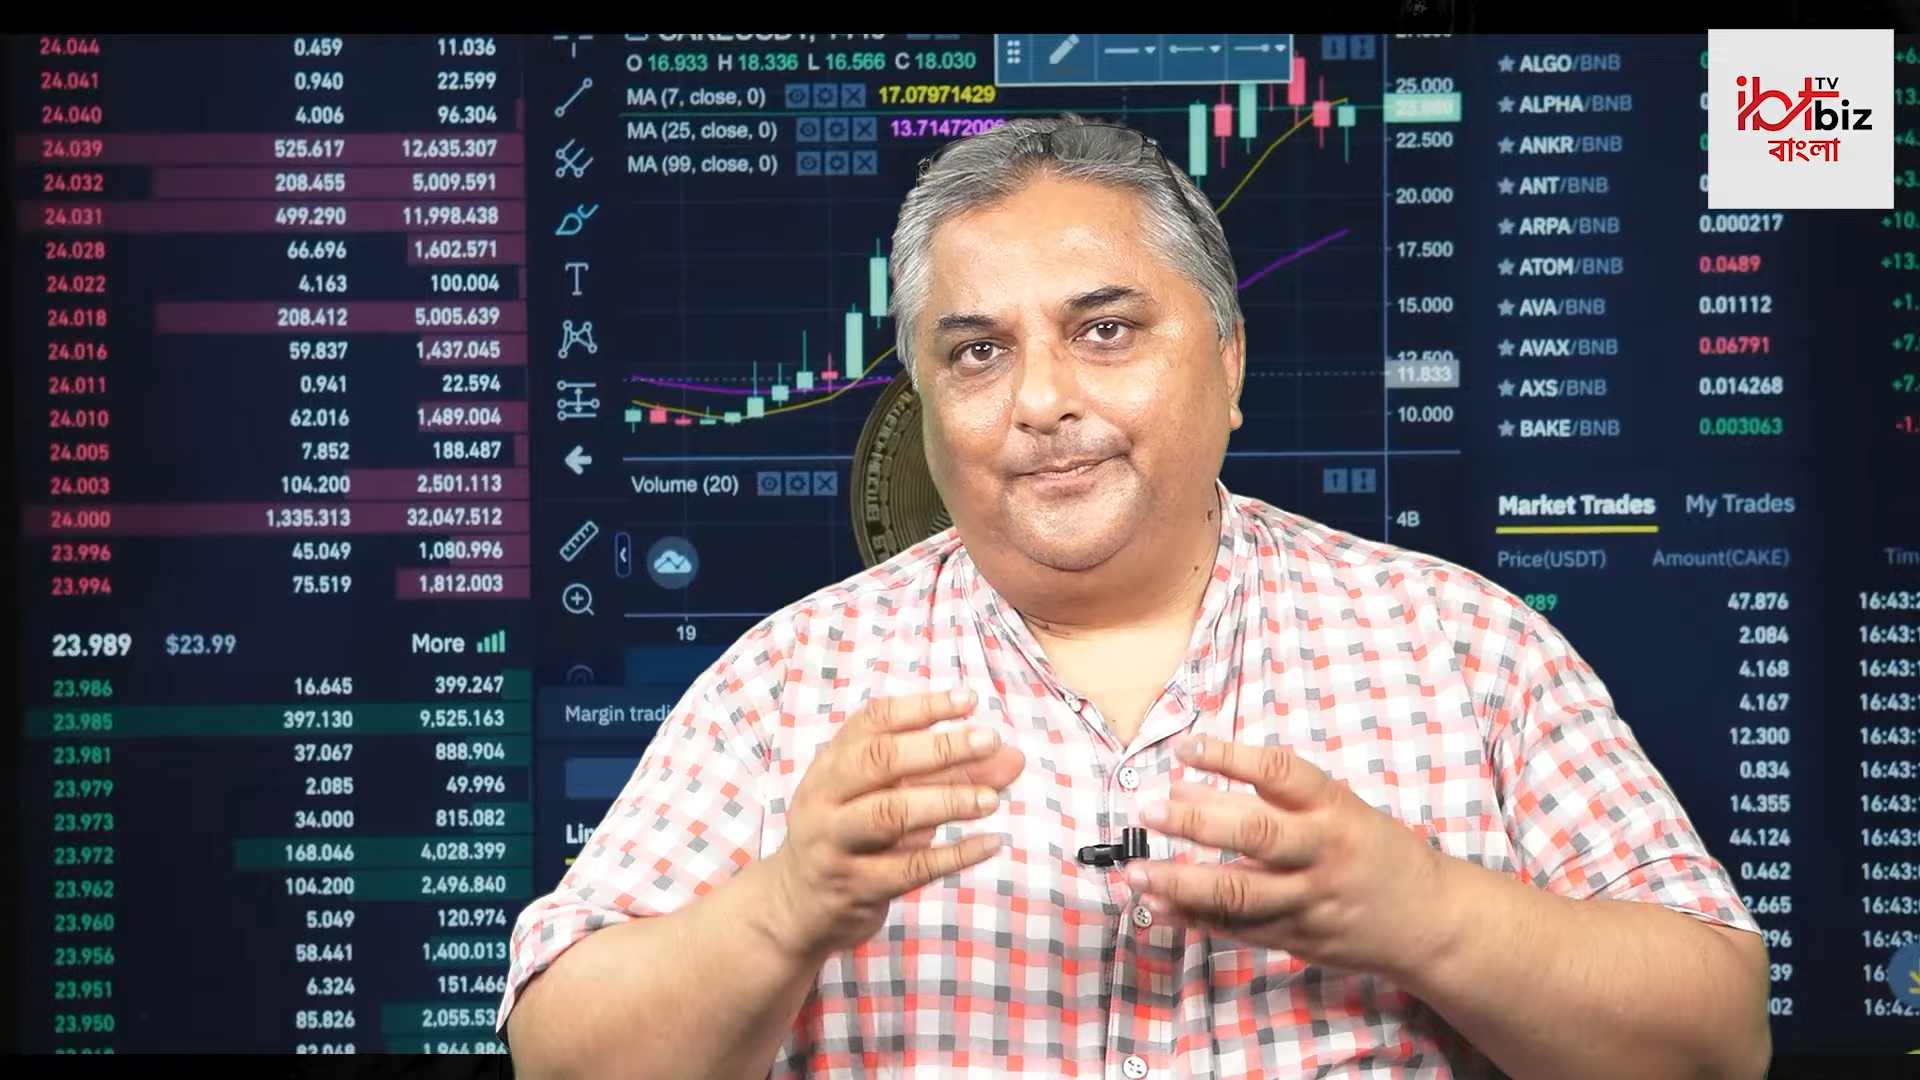 24.044 0.459 11.036
24.041 0.940 22.599
24.040 4.006 96.304
24.039 525.617 12,635.307
24.032 208.455 5,009.591
24.031 499.290 11,998.438
24.028 66.696 1,602.571
24.022 4.163 100.004
24.018 208.412 5,005.639
24.016 59.837 1,437.045
24.011 0.941 22.594
24.010 62.016 1,489.004
24.005 7.852 188.487
24.003 104.200 2,501.113
24.000 1,335.313 32,047.512
23.996 45.049 1,080.996
23.994 75.519 1,812.003
23.989 $23.99 More
23.986 16.645 399.247
23.985 397.130 9,525.163
23.981 37.067 888.904
23.979 2.085 49.996
23.973 34.000 815.082
23.972 168.046 4,028.399
23.962 104.200 2,496.840
23.960 5.049 120.974
23.956 58.441 1,400.013
23.951 6.324 151.466
23.950 85.826
O 16.933 H 18.336 L 16.566 C 18.030
MA (7, close, 0) 17.07971429
MA (25, close, 0)
MA (99, close, 0)
25.000
22.500
20.000
17.500
15.000
12.500
11.833
10.000
Volume (20)
4B
19
Margin
ALGO/BNB
ALPHA/BNB
ANKR/BNB
ANT/BNB
ARPA/BNB 0.000217
ATOM/BNB 0.0489
AVA/BNB 0.01112
AVAX/BNB 0.06791
AXS/BNB 0.014268
BAKE/BNB 0.003063
Market Trades My Trades
Price(USDT) Amount(CAKE)
47.876
2.084
4.168
4.167
12.300
0.834
14.355
44.124
0.462
ibt TV
biz
বাংলা